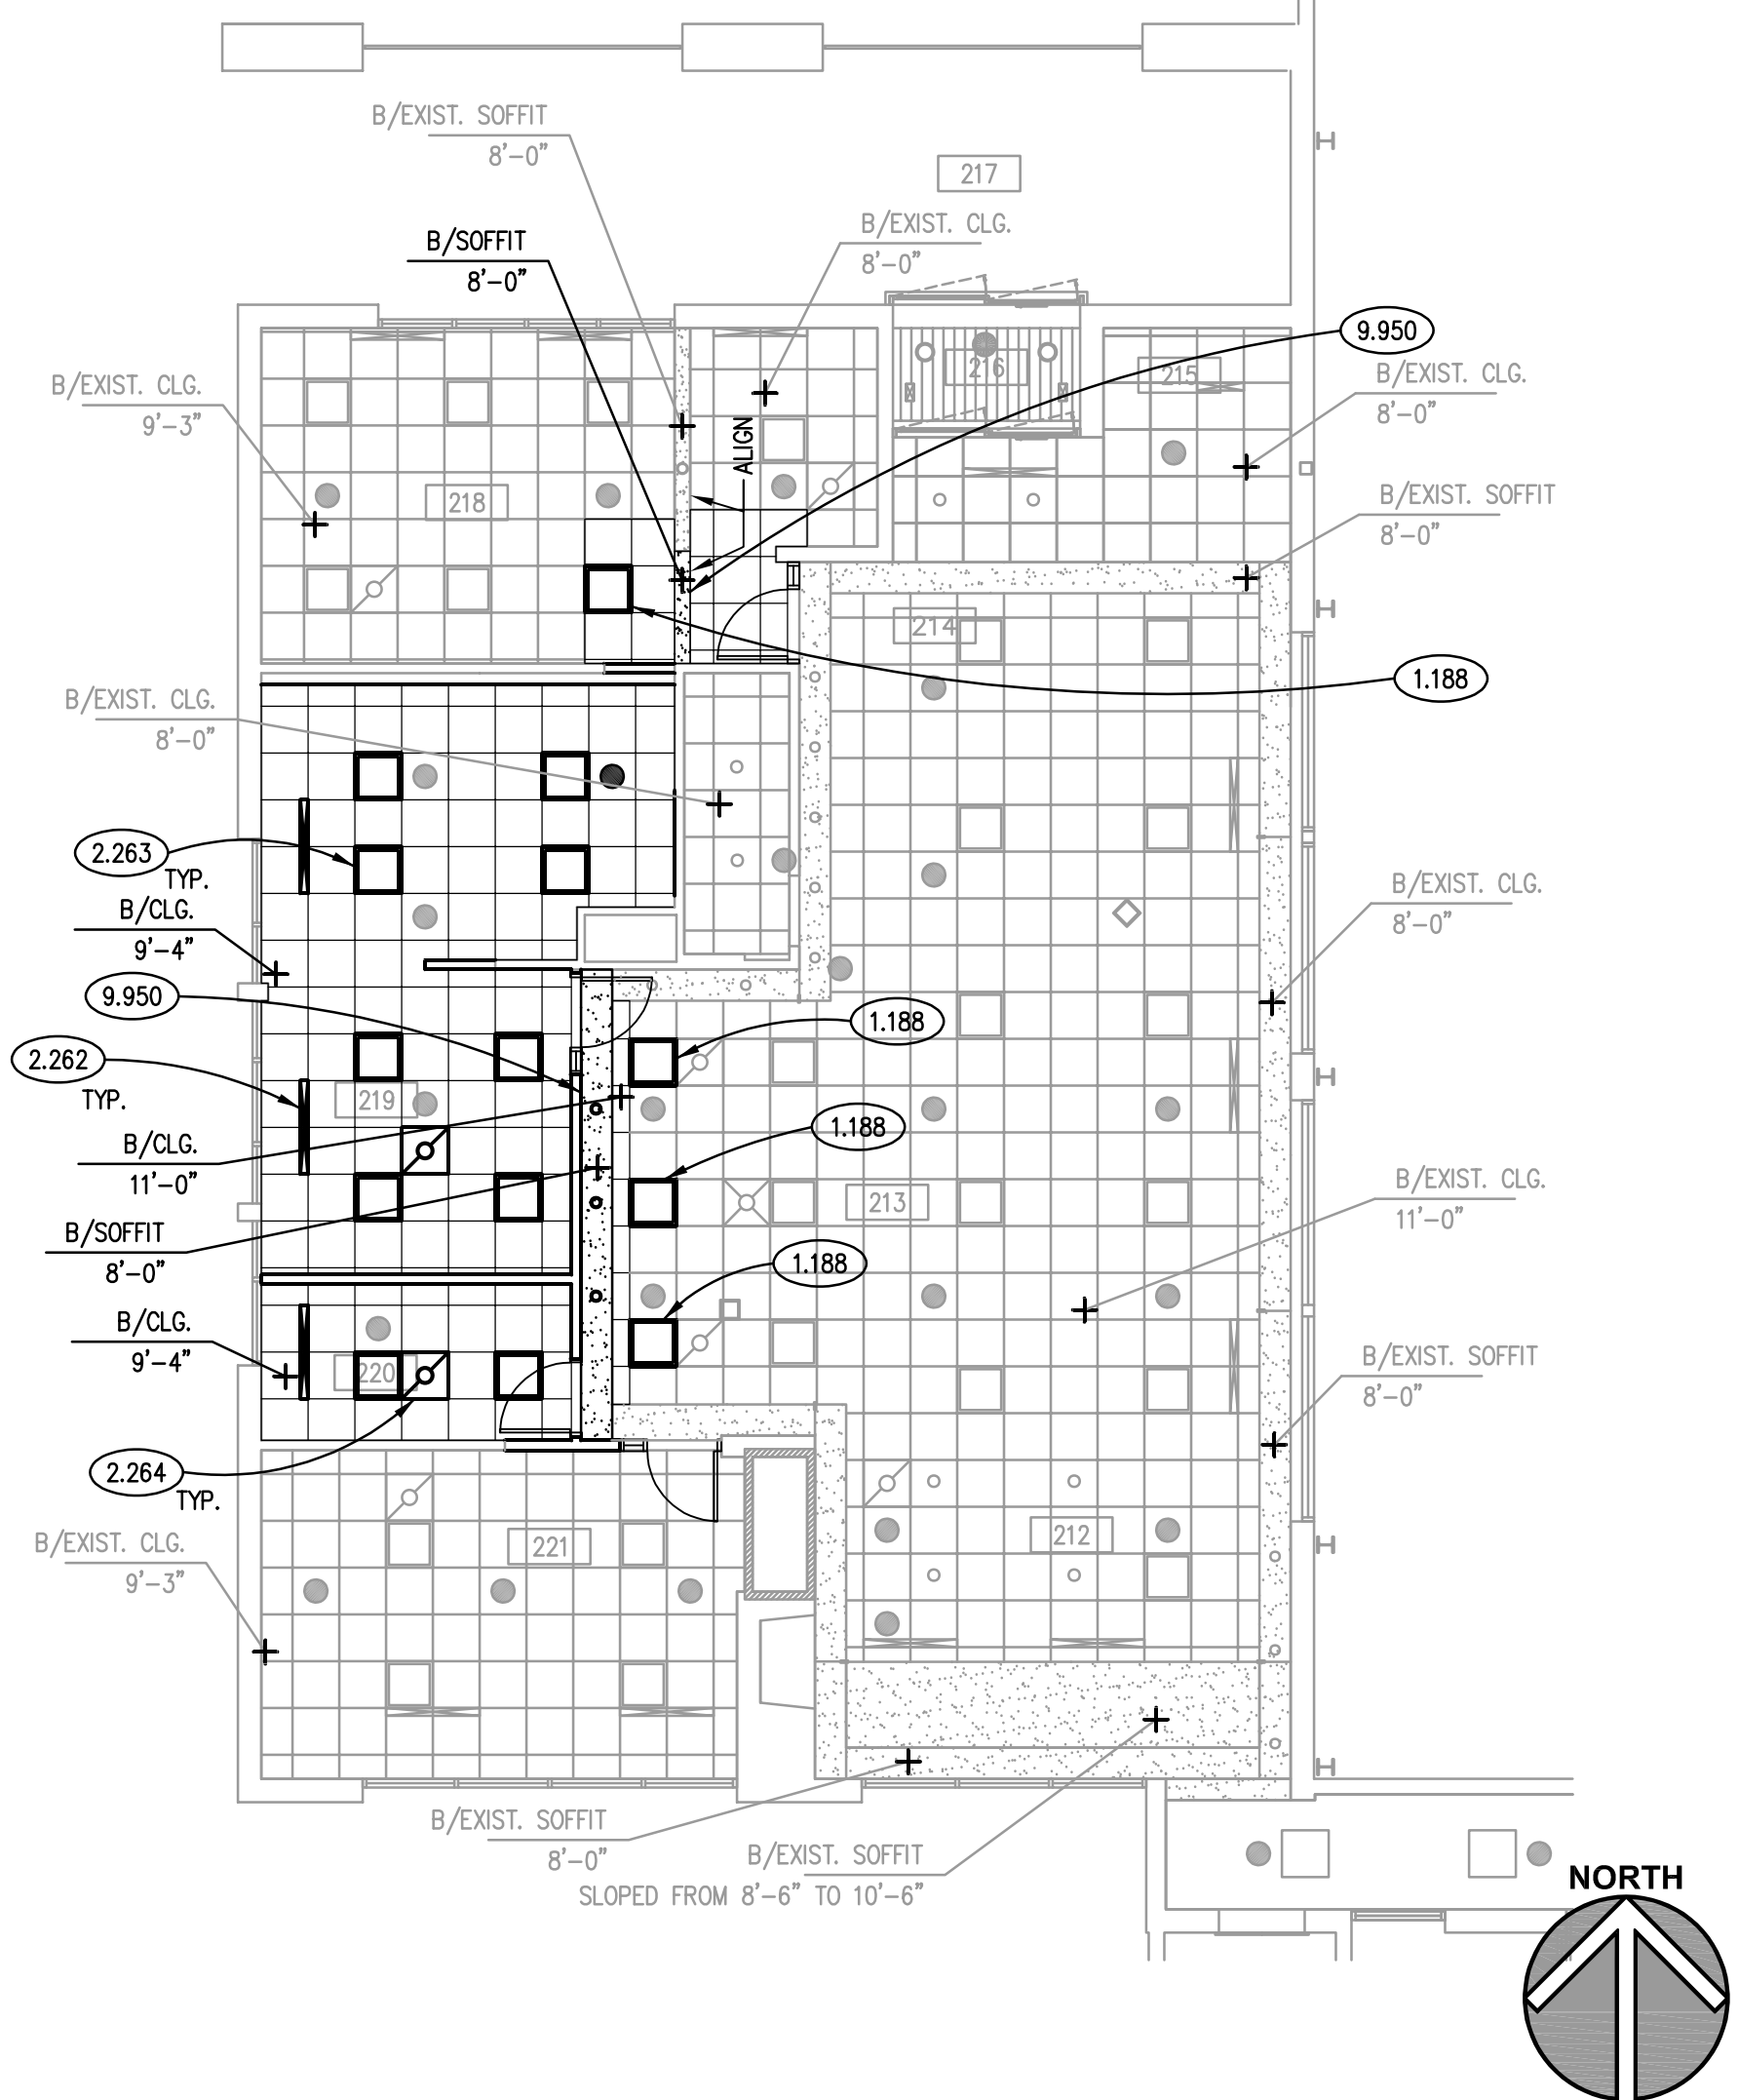 B/EXIST. SOFFIT
8'-0"
217
B/EXIST. CLG.
8'-0"
B/SOFFIT
8'-0"
9.950
B/EXIST. CLG.
8'-0"
216
215
B/EXIST. CLG.
9'-3"
ALIGN
218
B/EXIST. SOFFIT
8'-0"
214
1.188
B/EXIST. CLG.
8'-0"
2.263
TYP.
B/CLG.
9'-4"
B/EXIST. CLG.
8'-0"
9.950
1.188
2.262
TYP.
219
1.188
B/CLG.
11'-0"
213
B/EXIST. CLG.
11'-0"
B/SOFFIT
8'-0"
1.188
B/CLG.
9'-4"
220
B/EXIST. SOFFIT
8'-0"
2.264
TYP.
B/EXIST. CLG.
9'-3"
221
212
B/EXIST. SOFFIT
8'-0"
B/EXIST. SOFFIT
SLOPED FROM 8'-6" TO 10'-6"
NORTH